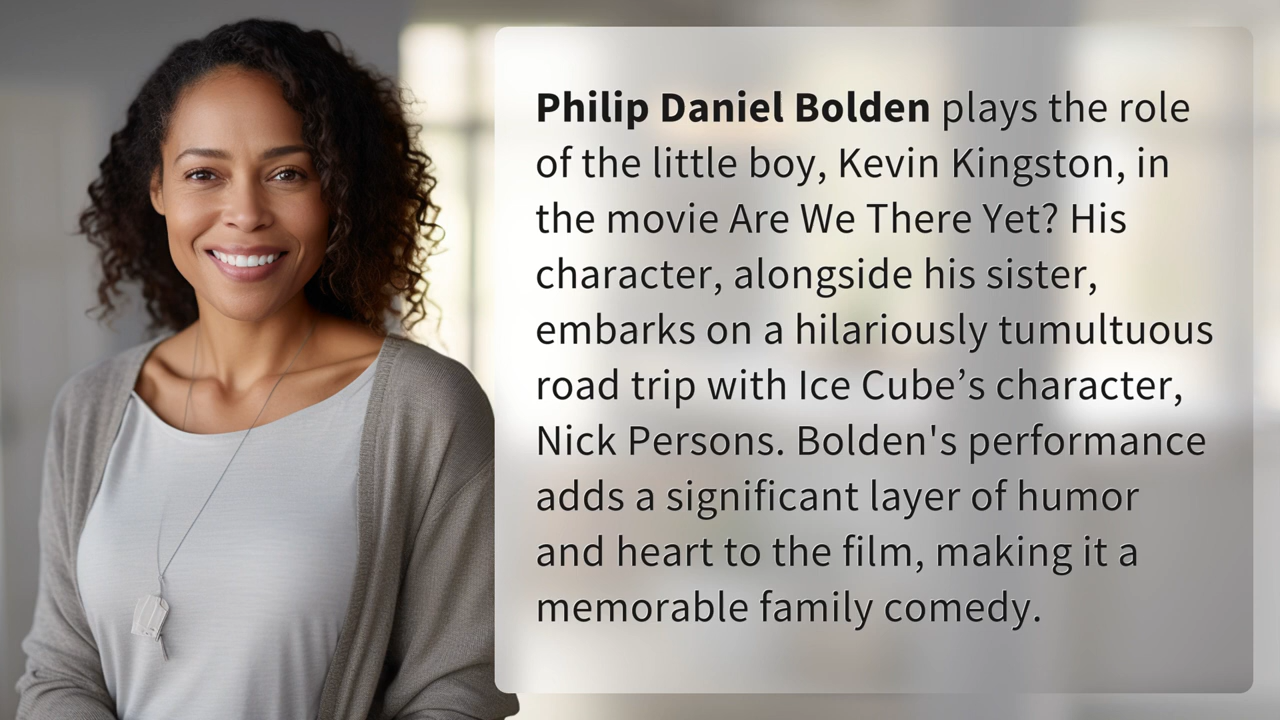 Philip Daniel Bolden plays the role
of the little boy, Kevin Kingston, in
the movie Are We There Yet? His
character, alongside his sister,
embarks on a hilariously tumultuous
road trip with Ice Cube’s character,
Nick Persons. Bolden's performance
adds a significant layer of humor
and heart to the film, making it a
memorable family comedy.